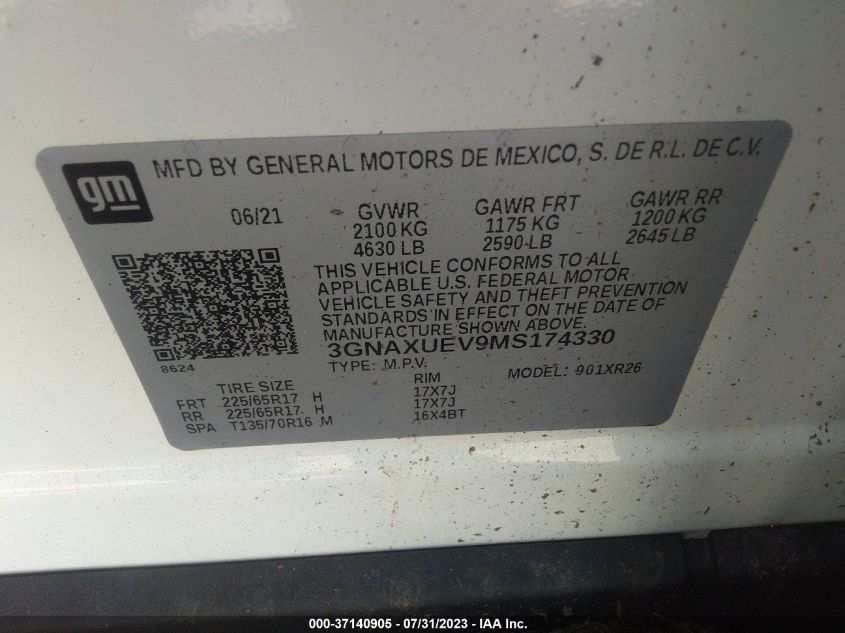 gm
MFD BY GENERAL MOTORS DE MEXICO, S. DE R.L. DE C.V.
06/21 GVWR GAWR FRT GAWR RR
2100 KG 1175 KG 1200 KG
4630 LB 2590 LB 2645 LB
THIS VEHICLE CONFORMS TO ALL
APPLICABLE U.S. FEDERAL MOTOR
VEHICLE SAFETY AND THEFT PREVENTION
STANDARDS IN EFFECT ON THE DATE OF
MANUFACTURE SHOWN ABOVE.
3GNAXUEV9MS174330
8624 TYPE: M.P.V. MODEL: 901XR26
TIRE SIZE RIM
FRT 225/65R17 H 17X7J
RR 225/65R17 H 17X7J
SPA T135/70R16 M 16X4BT
000-37140905 - 07/31/2023 - IAA Inc.